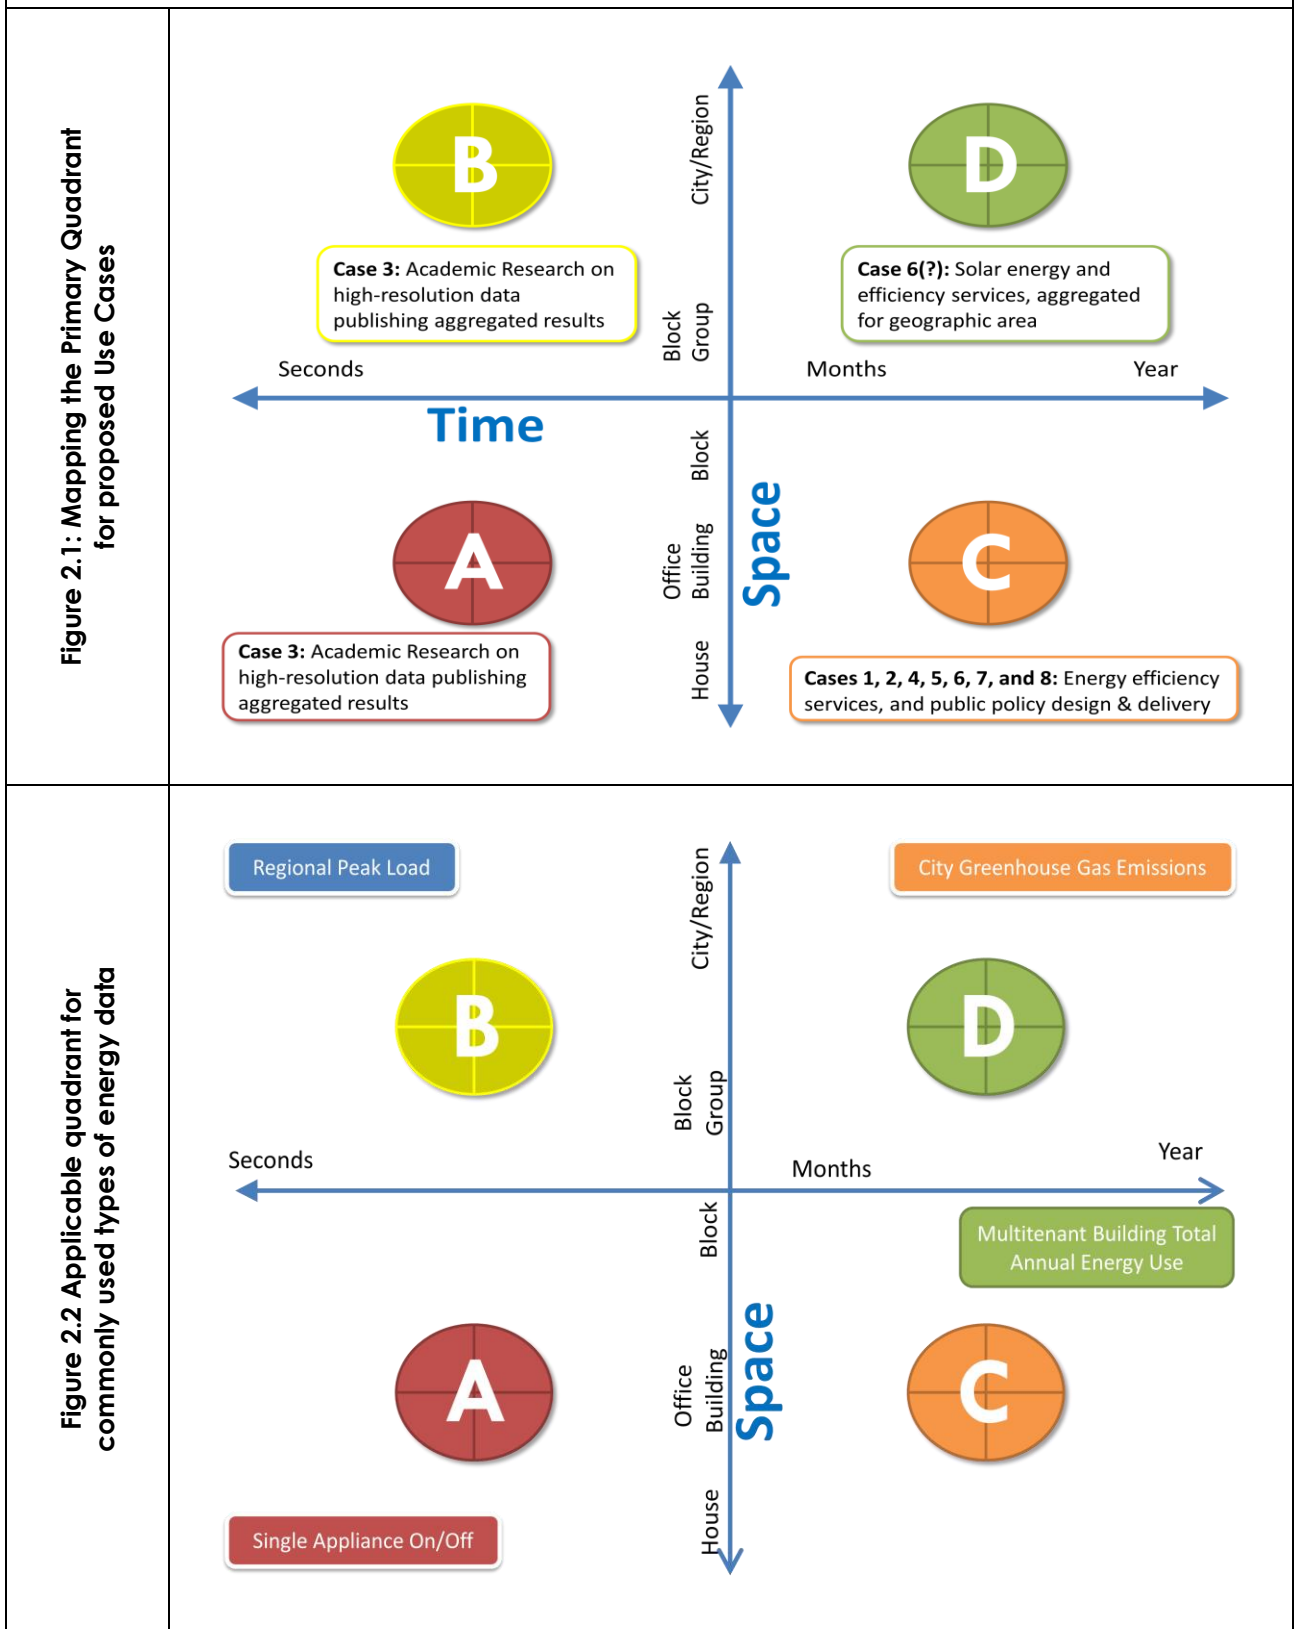 Figure 2.1: Mapping the Primary Quadrant
for proposed Use Cases
B
D
City/Region
Case 3: Academic Research on
high-resolution data
publishing aggregated results
Case 6(?): Solar energy and
efficiency services, aggregated
for geographic area
Block
Group
Seconds
Months
Year
Time
Block
Space
Office
Building
A
C
House
Case 3: Academic Research on
high-resolution data publishing
aggregated results
Cases 1, 2, 4, 5, 6, 7, and 8: Energy efficiency
services, and public policy design & delivery
Figure 2.2 Applicable quadrant for
commonly used types of energy data
Regional Peak Load
City/Region
City Greenhouse Gas Emissions
B
D
Block
Group
Seconds
Months
Year
Block
Multitenant Building Total
Annual Energy Use
Space
Office
Building
A
C
House
Single Appliance On/Off